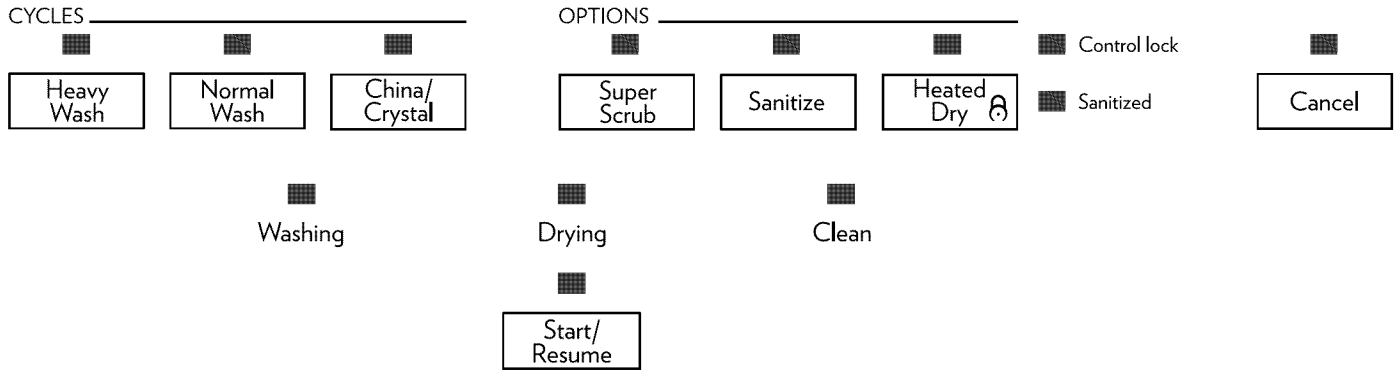 CYCLES
OPTIONS
Control lock
Heavy
Wash
Normal
Wash
China/
Crystal
Super
Scrub
Sanitize
Heated
Dry
Sanitized
Cancel
Washing
Drying
Clean
Start/
Resume